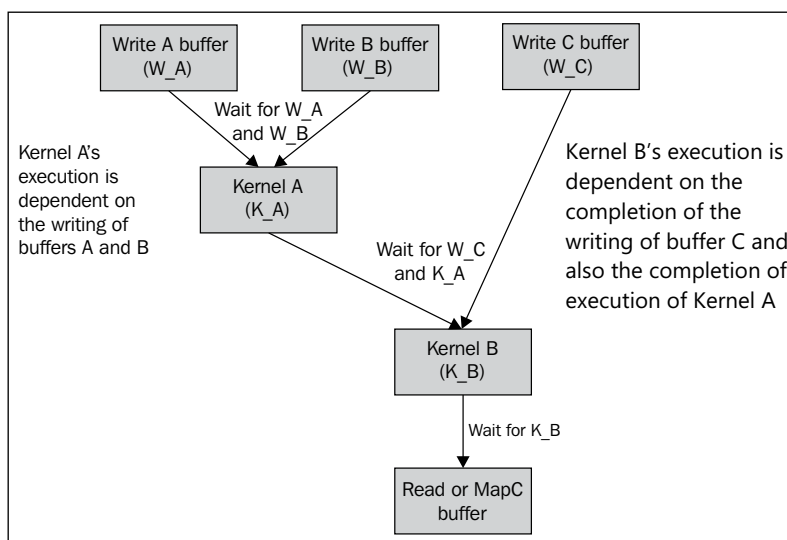 Write A buffer
(W_A)
Write B buffer
(W_B)
Write C buffer
(W_C)
Wait for W_A
and W_B
Kernel A's
execution is
dependent on
the writing of
buffers A and B
Kernel A
(K_A)
Kernel B's execution is
dependent on the
completion of the
writing of buffer C and
also the completion of
execution of Kernel A
Wait for W_C
and K_A
Kernel B
(K_B)
Wait for K_B
Read or MapC
buffer